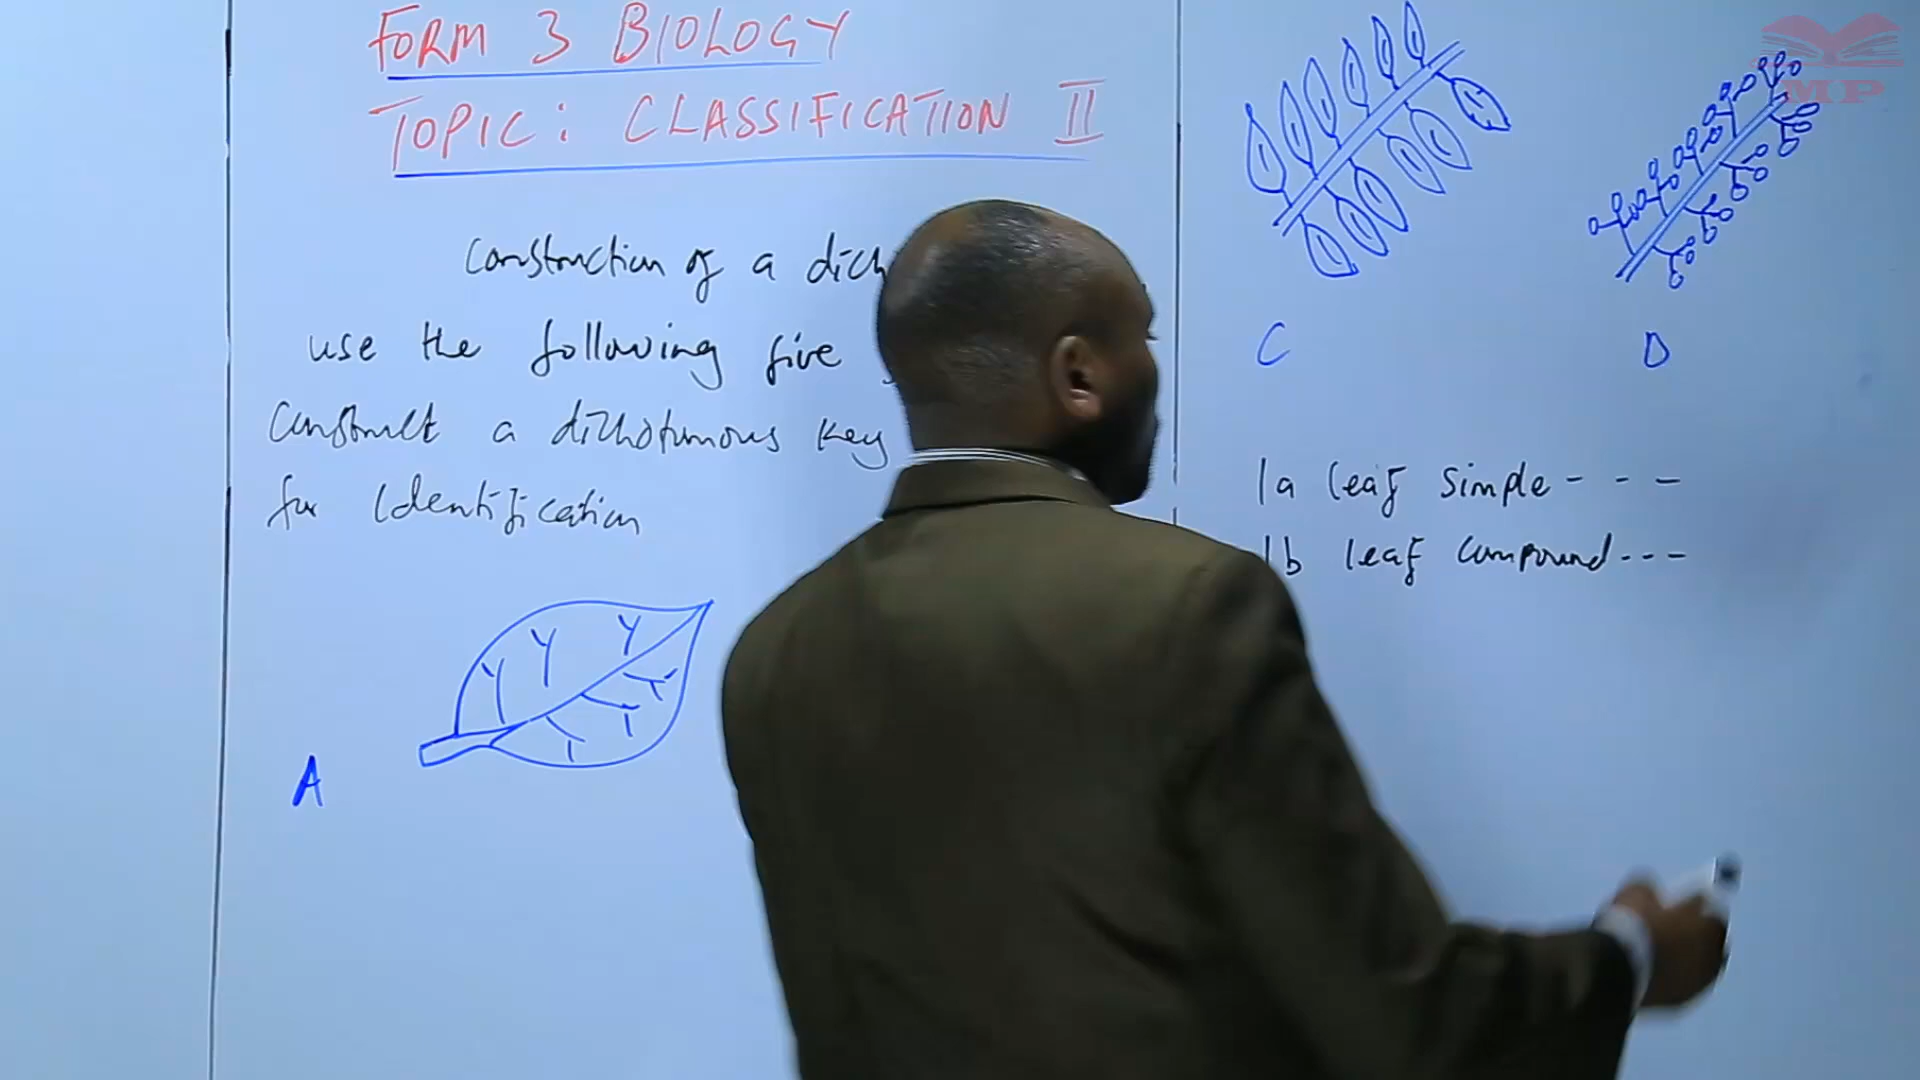 FORM 3 BIOLOGY
TOPIC: CLASSIFICATION II
Construction of a dich
use the following five
Construct a dichotomous key
for Identification
A
C
D
1a leaf simple - - -
1b leaf compound - - -
MP